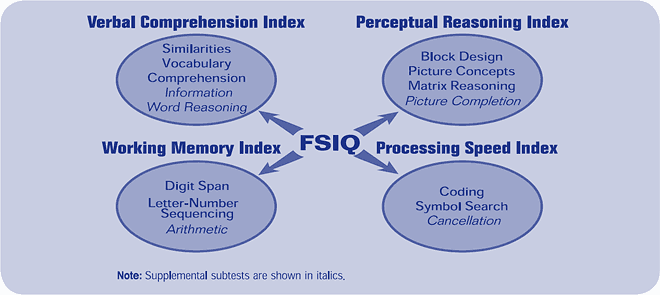 Verbal Comprehension Index
Similarities
Vocabulary
Comprehension
Information
Word Reasoning
Perceptual Reasoning Index
Block Design
Picture Concepts
Matrix Reasoning
Picture Completion
FSIQ
Working Memory Index
Digit Span
Letter-Number
Sequencing
Arithmetic
Processing Speed Index
Coding
Symbol Search
Cancellation
Note: Supplemental subtests are shown in italics.